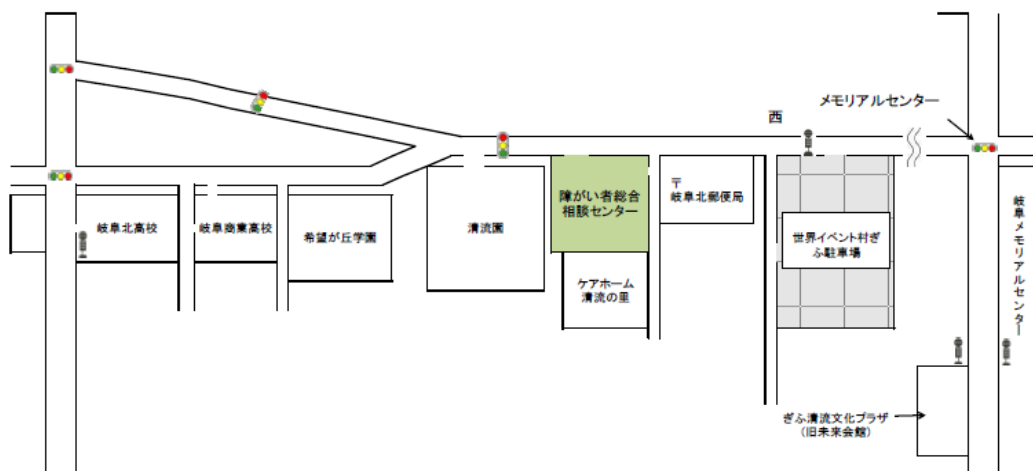 メモリアルセンター
西
障がい者総合
相談センター
〒
岐阜北郵便局
岐阜北高校
岐阜商業高校
希望が丘学園
清流園
世界イベント村ぎ
ふ駐車場
ケアホーム
清流の里
岐阜メモリアルセンター
ぎふ清流文化プラザ
(旧未来会館)